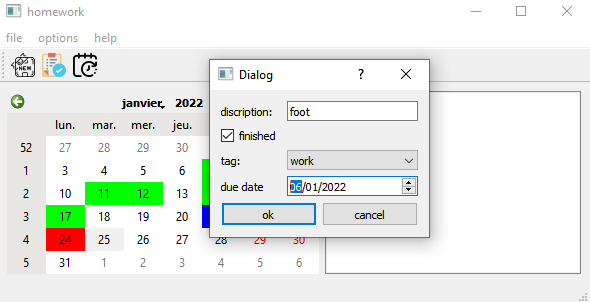 homework
file options help
NEW
Dialog ?
discription: foot
finished
tag: work
due date 06/01/2022
ok cancel
janvier, 2022
lun. mar. mer. jeu.
52 27 28 29 30
1 3 4 5 6
2 10 11 12 13
3 17 18 19 20
4 24 25 26 27 28 29 30
5 31 1 2 3 4 5 6